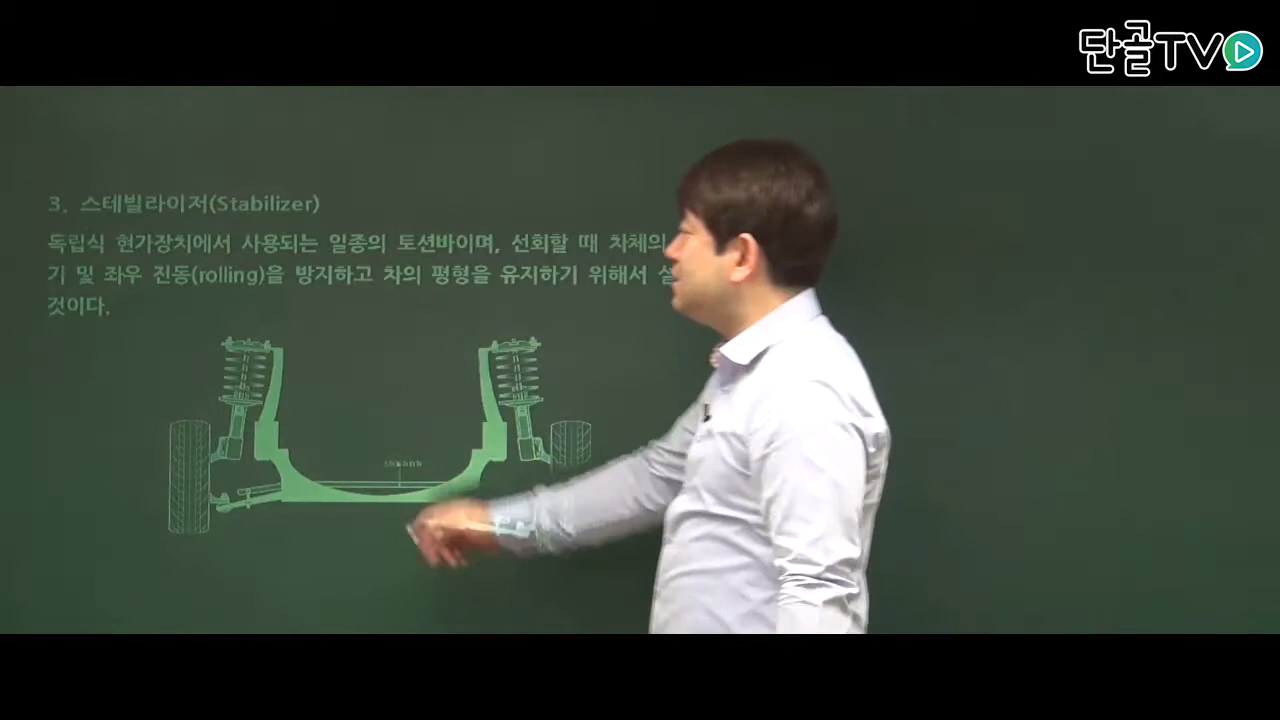 단골TV
3. 스테빌라이저(Stabilizer)
독립식 현가장치에서 사용되는 일종의 토션바이며, 선회할 때 차체의
기 및 좌우 진동(rolling)을 방지하고 차의 평형을 유지하기 위해서
것이다.